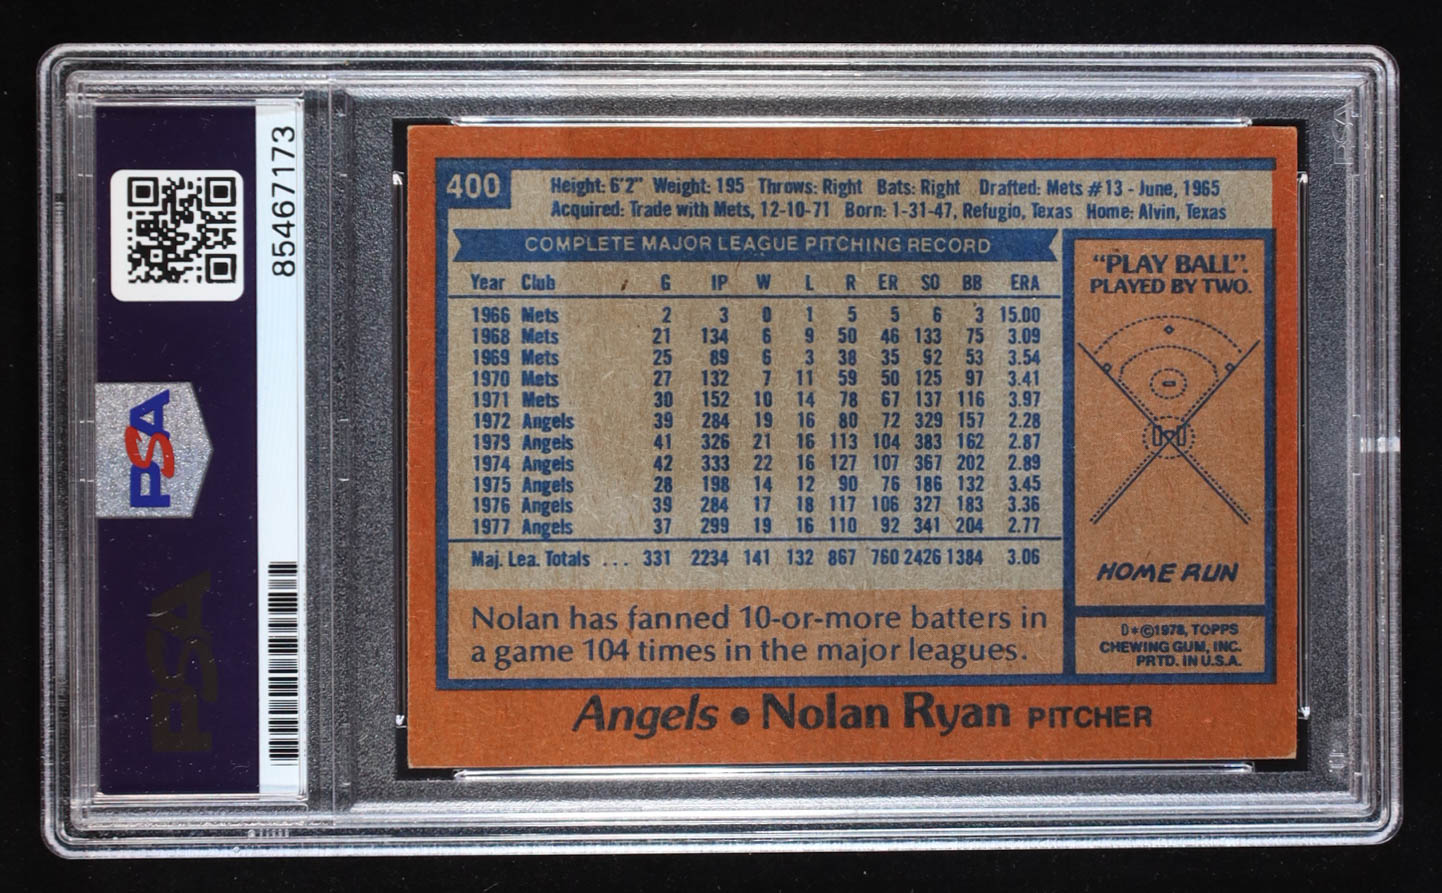 85467173
PSA
PSA
400
Height: 6'2" Weight: 195 Throws: Right Bats: Right Drafted: Mets #13 - June, 1965
Acquired: Trade with Mets, 12-10-71 Born: 1-31-47, Refugio, Texas Home: Alvin, Texas
COMPLETE MAJOR LEAGUE PITCHING RECORD
Year Club G IP W L R ER SO BB ERA
1966 Mets 2 3 0 1 5 5 6 3 15.00
1968 Mets 21 134 6 9 50 46 133 75 3.09
1969 Mets 25 89 6 3 38 35 92 53 3.54
1970 Mets 27 132 7 11 59 50 125 97 3.41
1971 Mets 30 152 10 14 78 67 137 116 3.97
1972 Angels 39 284 19 16 80 72 329 157 2.28
1973 Angels 41 326 21 16 113 104 383 162 2.87
1974 Angels 42 333 22 16 127 107 367 202 2.89
1975 Angels 28 198 14 12 90 76 186 132 3.45
1976 Angels 39 284 17 18 117 106 327 183 3.36
1977 Angels 37 299 19 16 110 92 341 204 2.77
Maj. Lea. Totals ... 331 2234 141 132 867 760 2426 1384 3.06
Nolan has fanned 10-or-more batters in
a game 104 times in the major leagues.
"PLAY BALL".
PLAYED BY TWO.
HOME RUN
D*©1978, TOPPS
CHEWING GUM, INC.
PRTD. IN U.S.A.
Angels • Nolan Ryan PITCHER